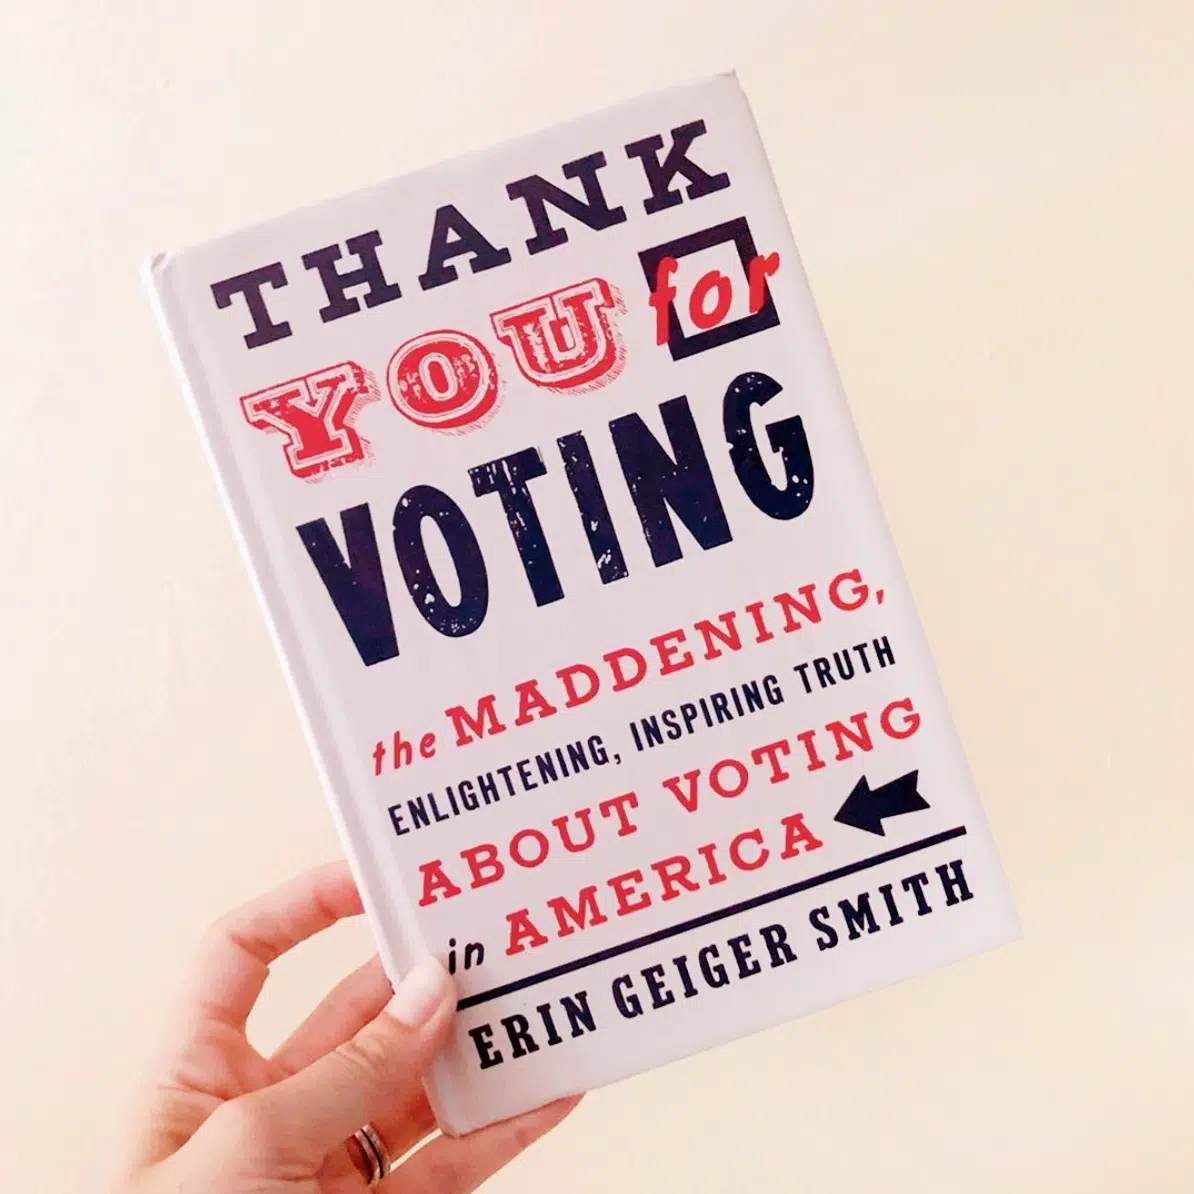 THANK
YOU for
VOTING
the MADDENING,
ENLIGHTENING, INSPIRING TRUTH
ABOUT VOTING
in AMERICA
ERIN GEIGER SMITH